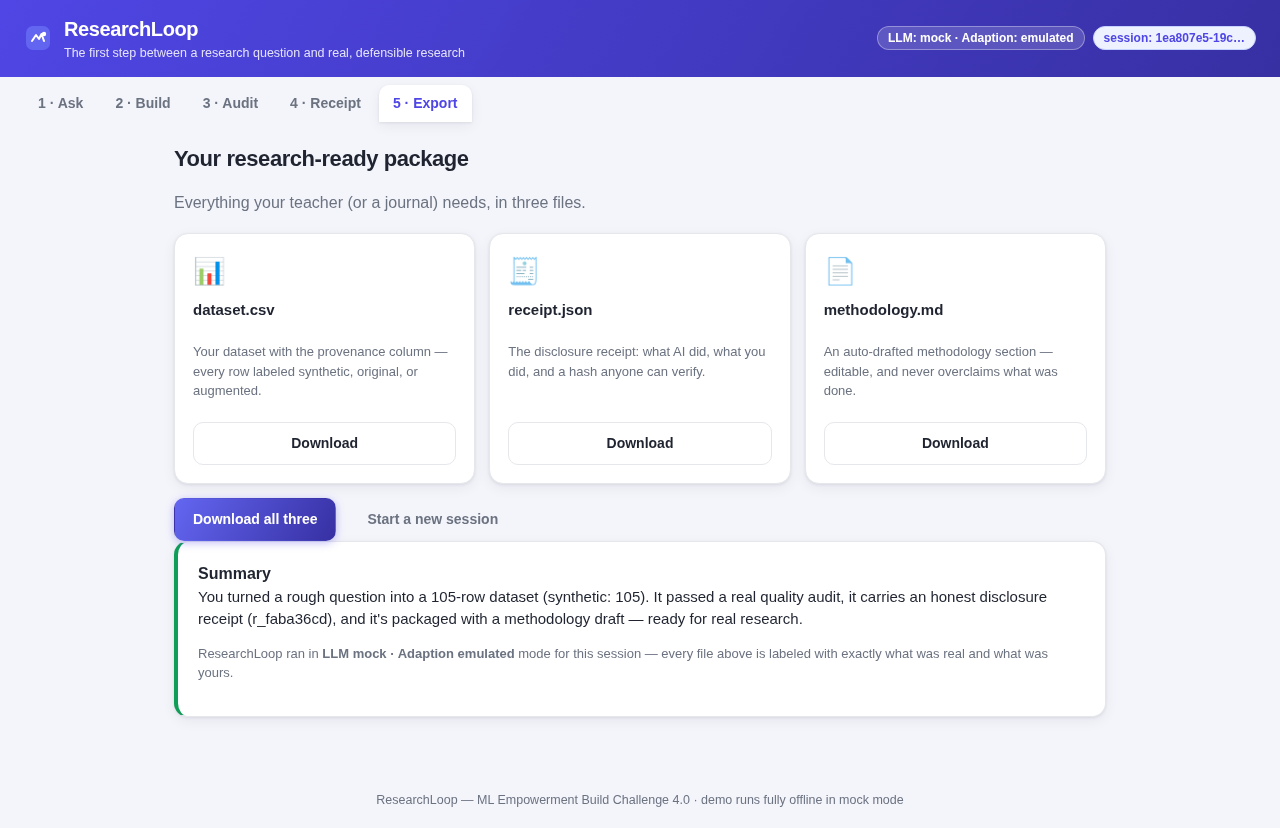 ResearchLoop
The first step between a research question and real, defensible research
LLM: mock · Adaption: emulated
session: 1ea807e5-19c…
1 · Ask
2 · Build
3 · Audit
4 · Receipt
5 · Export
Your research-ready package
Everything your teacher (or a journal) needs, in three files.
dataset.csv
Your dataset with the provenance column —
every row labeled synthetic, original, or
augmented.
Download
receipt.json
The disclosure receipt: what AI did, what you
did, and a hash anyone can verify.
Download
methodology.md
An auto-drafted methodology section —
editable, and never overclaims what was
done.
Download
Download all three
Start a new session
Summary
You turned a rough question into a 105-row dataset (synthetic: 105). It passed a real quality audit, it carries an honest disclosure
receipt (r_faba36cd), and it's packaged with a methodology draft — ready for real research.
ResearchLoop ran in LLM mock · Adaption emulated mode for this session — every file above is labeled with exactly what was real and what was
yours.
ResearchLoop — ML Empowerment Build Challenge 4.0 · demo runs fully offline in mock mode